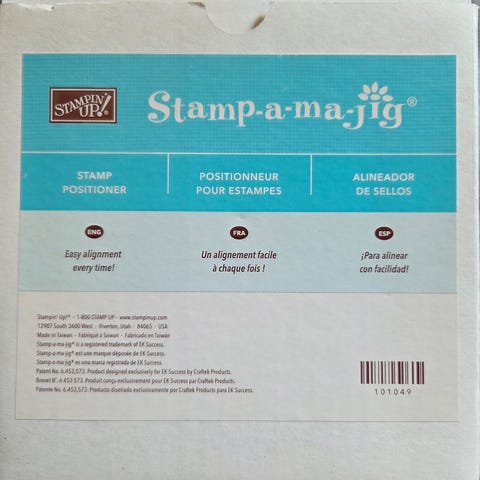 STAMPIN' UP!
Stamp-a-ma-jig®
STAMP
POSITIONER
POSITIONNEUR
POUR ESTAMPES
ALINEADOR
DE SELLOS
ENG
Easy alignment
every time!
FRA
Un alignement facile
à chaque fois !
ESP
¡Para alinear
con facilidad!
Stampin' Up!® - 1-800-STAMP UP - www.stampinup.com
12907 South 3600 West - Riverton, Utah - 84065 - USA
Made in Taiwan - Fabriqué à Taiwan - Fabricado en Taiwán
Stamp-a-ma-jig® is a registered trademark of EK Success.
Stamp-a-ma-jig® est une marque déposée de EK Success.
Stamp-a-ma-jig® es una marca registrada de EK Success.
Patent No. 6,453,573. Product designed exclusively for EK Success by Craftek Products.
Brevet N°. 6.453.573. Produit conçu exclusivement pour EK Success par Craftek Products.
Patente No. 6.453.573. Producto diseñado exclusivamente por Craftek Products para EK Success.
101049